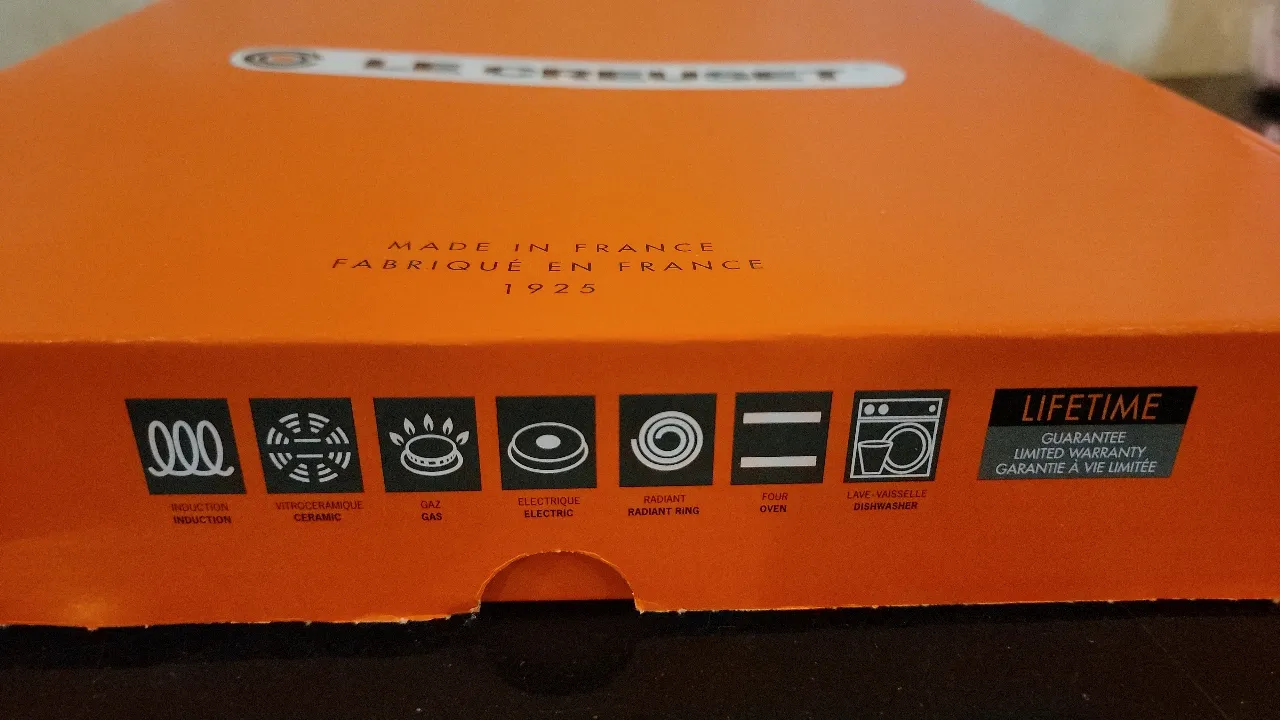 LE CREUSET
MADE IN FRANCE
FABRIQUÉ EN FRANCE
1925
INDUCTION
INDUCTION
VITROCERAMIQUE
CERAMIC
GAZ
GAS
ELECTRIQUE
ELECTRIC
RADIANT
RADIANT RING
FOUR
OVEN
LAVE-VAISSELLE
DISHWASHER
LIFETIME
GUARANTEE
LIMITED WARRANTY
GARANTIE À VIE LIMITÉE